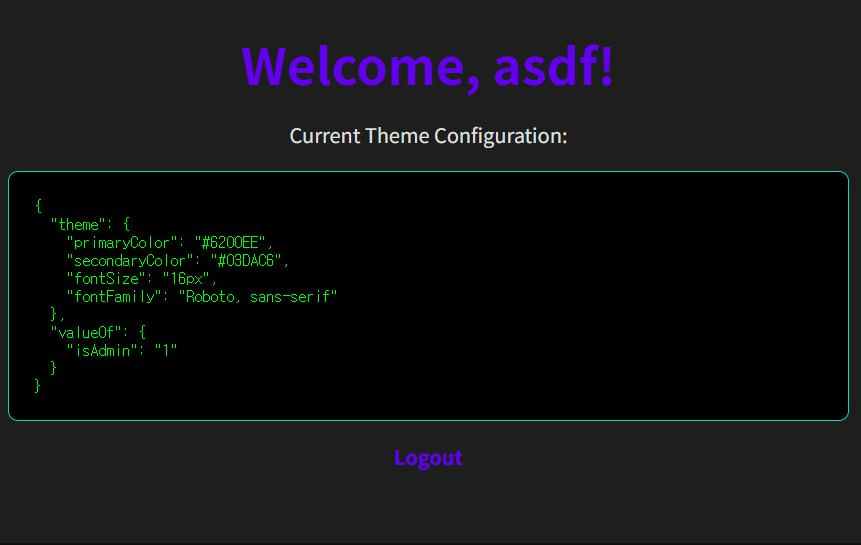 Welcome, asdf!
Current Theme Configuration:
{
  "theme": {
    "primaryColor": "#6200EE",
    "secondaryColor": "#03DAC6",
    "fontSize": "16px",
    "fontFamily": "Roboto, sans-serif"
  },
  "valueOf": {
    "isAdmin": "1"
  }
}
Logout